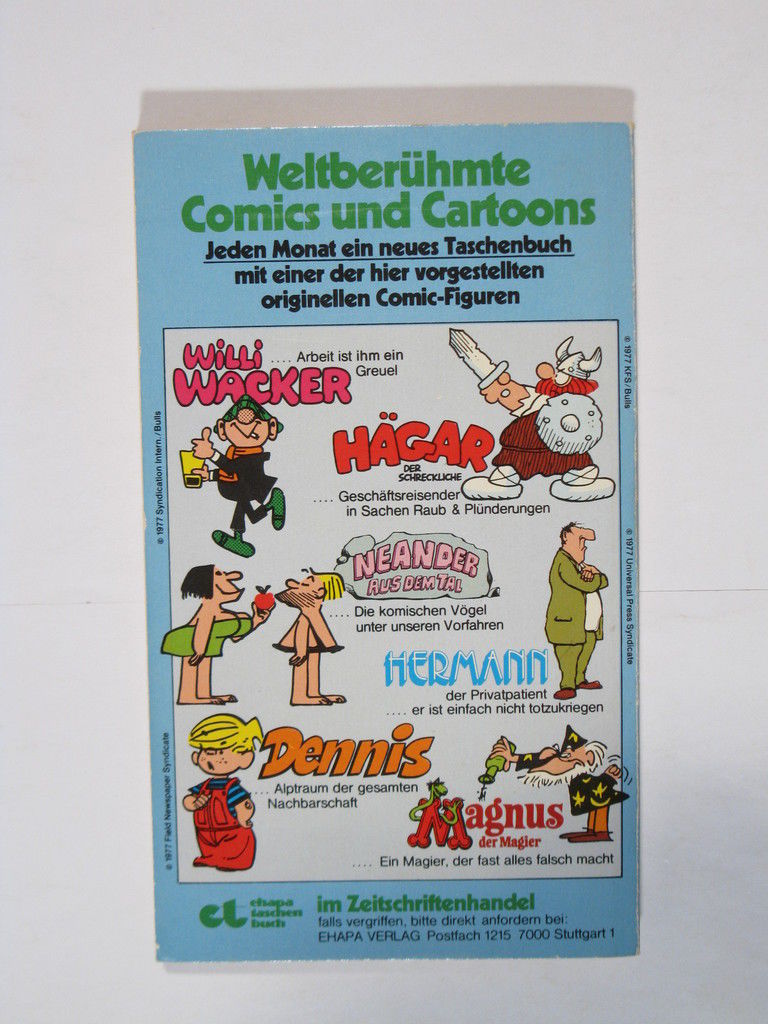 Weltberühmte
Comics und Cartoons
Jeden Monat ein neues Taschenbuch
mit einer der hier vorgestellten
originellen Comic-Figuren
WiLLi
WACKER
.... Arbeit ist ihm ein
Greuel
HÄGAR
DER
SCHRECKLICHE
.... Geschäftsreisender
in Sachen Raub & Plünderungen
NEANDER
AUS DEM TAL
.... Die komischen Vögel
unter unseren Vorfahren
HERMANN
der Privatpatient
.... er ist einfach nicht totzukriegen
Dennis
.... Alptraum der gesamten
Nachbarschaft
Magnus
der Magier
.... Ein Magier, der fast alles falsch macht
© 1977 Syndication Intern./Bulls
© 1977 Field Newspaper Syndicate
© 1977 KFS/Bulls
© 1977 Universal Press Syndicate
et ehapa
taschen
buch
im Zeitschriftenhandel
falls vergriffen, bitte direkt anfordern bei:
EHAPA VERLAG Postfach 1215 7000 Stuttgart 1